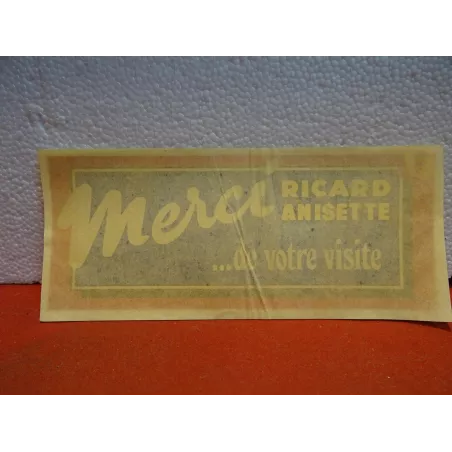 Merci RICARD
ANISETTE
...de votre visite